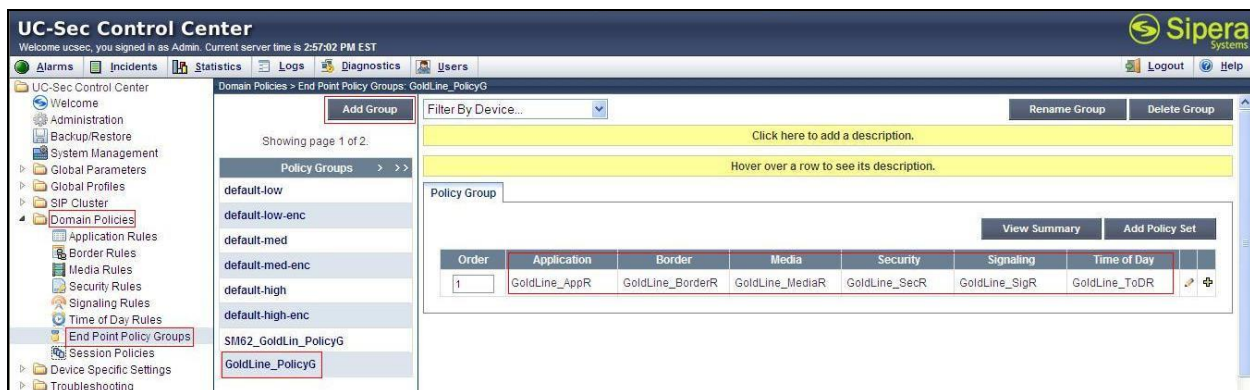 UC-Sec Control Center
Welcome ucsec, you signed in as Admin. Current server time is 2:57:02 PM EST
Sipera
Systems
Alarms Incidents Statistics Logs Diagnostics Users Logout Help
UC-Sec Control Center
Welcome
Administration
Backup/Restore
System Management
Global Parameters
Global Profiles
SIP Cluster
Domain Policies
Application Rules
Border Rules
Media Rules
Security Rules
Signaling Rules
Time of Day Rules
End Point Policy Groups
Session Policies
Device Specific Settings
Troubleshooting
Domain Policies > End Point Policy Groups: GoldLine_PolicyG
Add Group
Showing page 1 of 2.
Policy Groups > >>
default-low
default-low-enc
default-med
default-med-enc
default-high
default-high-enc
SM62_GoldLin_PolicyG
GoldLine_PolicyG
Filter By Device...
Rename Group Delete Group
Click here to add a description.
Hover over a row to see its description.
Policy Group
View Summary Add Policy Set
Order Application Border Media Security Signaling Time of Day
1 GoldLine_AppR GoldLine_BorderR GoldLine_MediaR GoldLine_SecR GoldLine_SigR GoldLine_ToDR